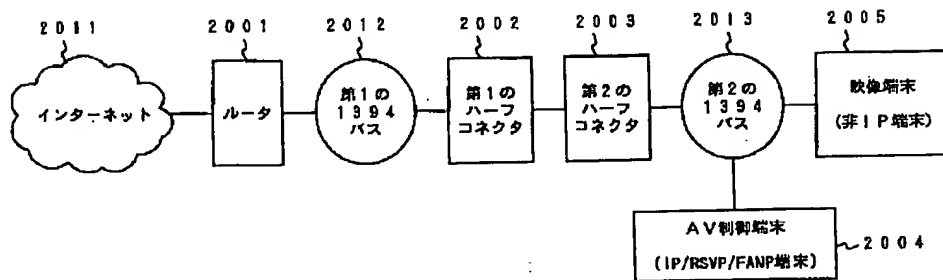 2011
2001
2012
2002
2003
2013
2005
インターネット
ルータ
第1の
1394
バス
第1の
ハーフ
コネクタ
第2の
ハーフ
コネクタ
第2の
1394
バス
映像端末
(非IP端末)
AV制御端末
(IP/RSVP/FANP端末)
2004